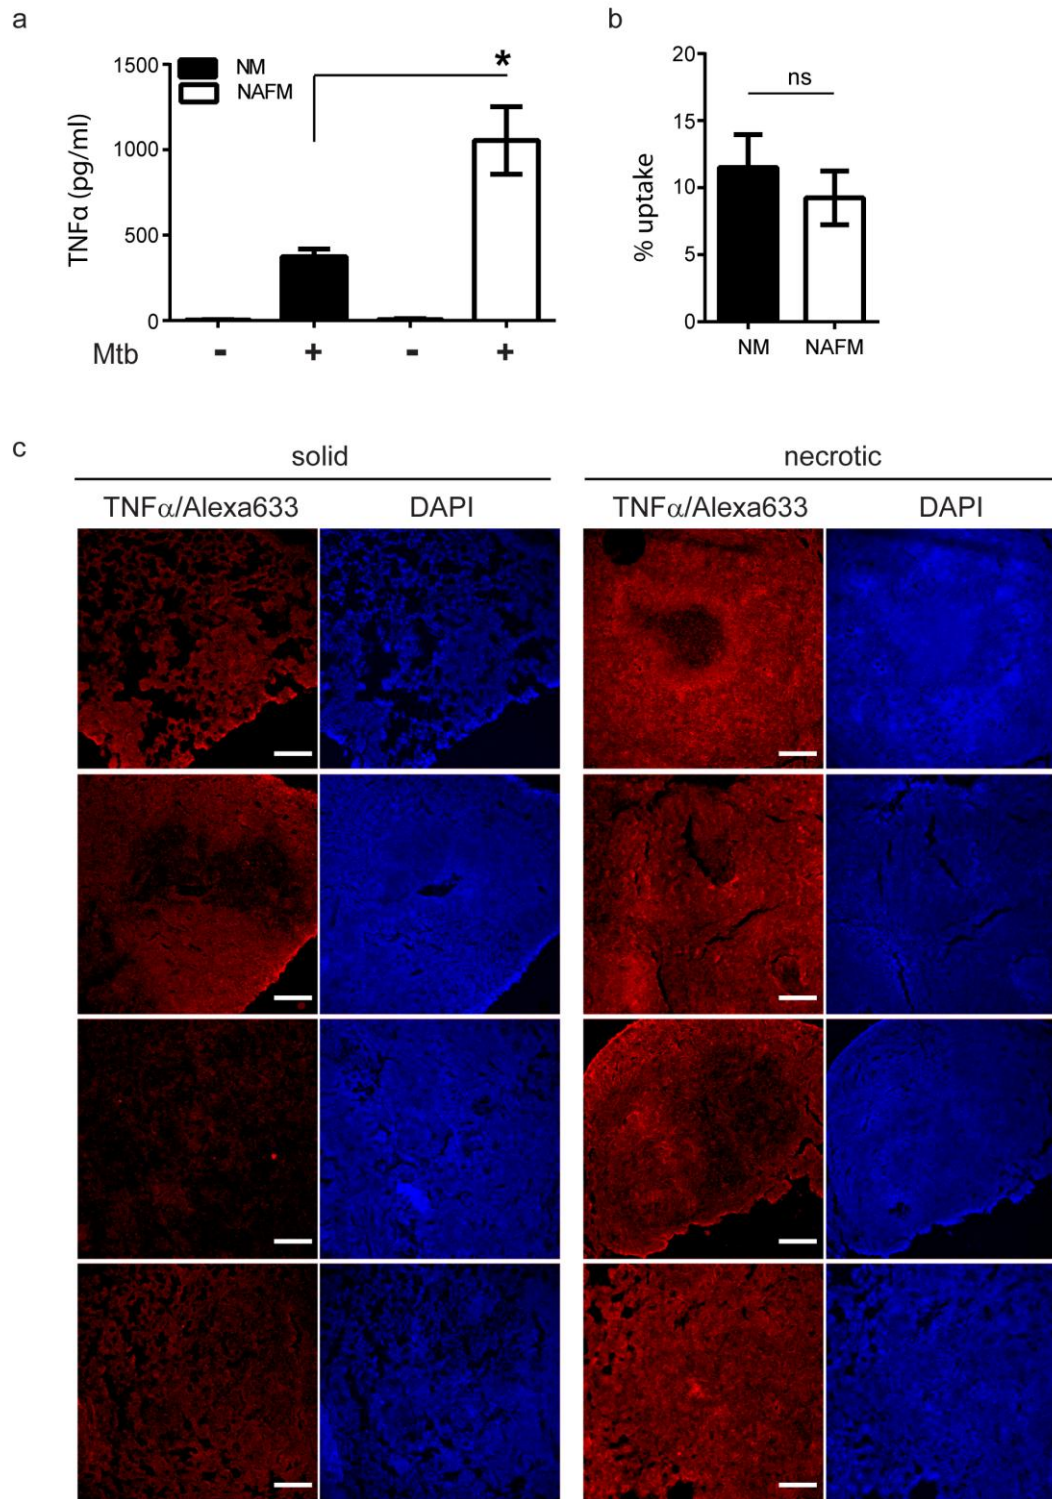 a
1500
1000
500
0
TNFα (pg/ml)
NM
NAFM
*
Mtb
- + - +
b
20
15
10
5
0
% uptake
ns
NM NAFM
c
solid necrotic
TNFα/Alexa633 DAPI TNFα/Alexa633 DAPI